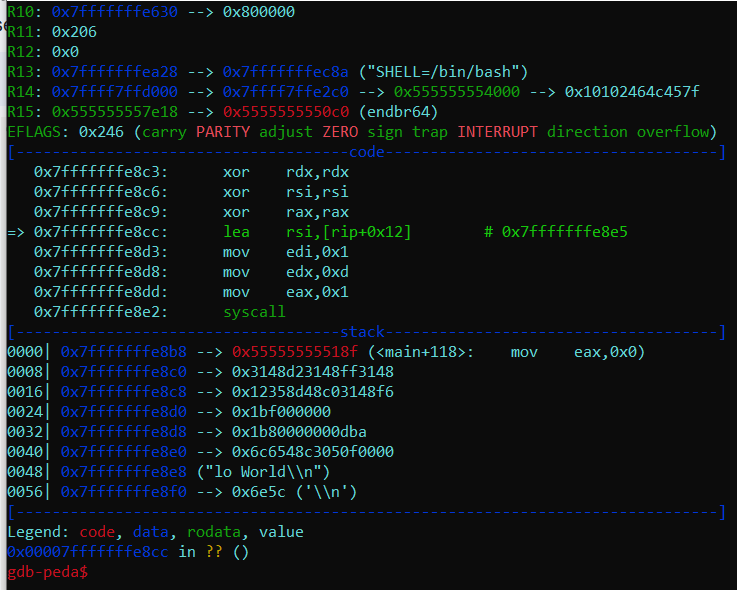 R10: 0x7fffffffe630 --> 0x800000
R11: 0x206
R12: 0x0
R13: 0x7fffffffea28 --> 0x7fffffffec8a ("SHELL=/bin/bash")
R14: 0x7ffff7ffd000 --> 0x7ffff7ffe2c0 --> 0x555555554000 --> 0x10102464c457f
R15: 0x555555557e18 --> 0x5555555550c0 (endbr64)
EFLAGS: 0x246 (carry PARITY adjust ZERO sign trap INTERRUPT direction overflow)
[-------------------------------------code-------------------------------------]
   0x7fffffffe8c3:	xor    rdx,rdx
   0x7fffffffe8c6:	xor    rsi,rsi
   0x7fffffffe8c9:	xor    rax,rax
=> 0x7fffffffe8cc:	lea    rsi,[rip+0x12]        # 0x7fffffffe8e5
   0x7fffffffe8d3:	mov    edi,0x1
   0x7fffffffe8d8:	mov    edx,0xd
   0x7fffffffe8dd:	mov    eax,0x1
   0x7fffffffe8e2:	syscall
[------------------------------------stack-------------------------------------]
0000| 0x7fffffffe8b8 --> 0x55555555518f (<main+118>:	mov    eax,0x0)
0008| 0x7fffffffe8c0 --> 0x3148d23148ff3148
0016| 0x7fffffffe8c8 --> 0x12358d48c03148f6
0024| 0x7fffffffe8d0 --> 0x1bf000000
0032| 0x7fffffffe8d8 --> 0x1b80000000dba
0040| 0x7fffffffe8e0 --> 0x6c6548c3050f0000
0048| 0x7fffffffe8e8 ("lo World\\n")
0056| 0x7fffffffe8f0 --> 0x6e5c ('\\n')
[------------------------------------------------------------------------------]
Legend: code, data, rodata, value
0x00007fffffffe8cc in ?? ()
gdb-peda$